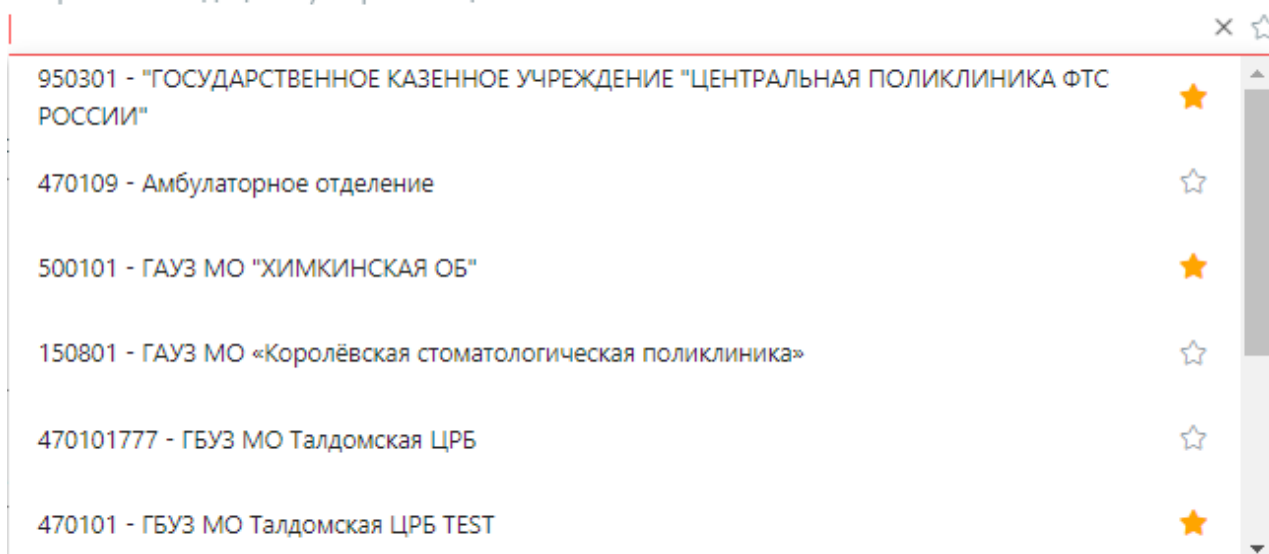 950301 - "ГОСУДАРСТВЕННОЕ КАЗЕННОЕ УЧРЕЖДЕНИЕ "ЦЕНТРАЛЬНАЯ ПОЛИКЛИНИКА ФТС
РОССИИ"
470109 - Амбулаторное отделение
500101 - ГАУЗ МО "ХИМКИНСКАЯ ОБ"
150801 - ГАУЗ МО «Королёвская стоматологическая поликлиника»
470101777 - ГБУЗ МО Талдомская ЦРБ
470101 - ГБУЗ МО Талдомская ЦРБ TEST